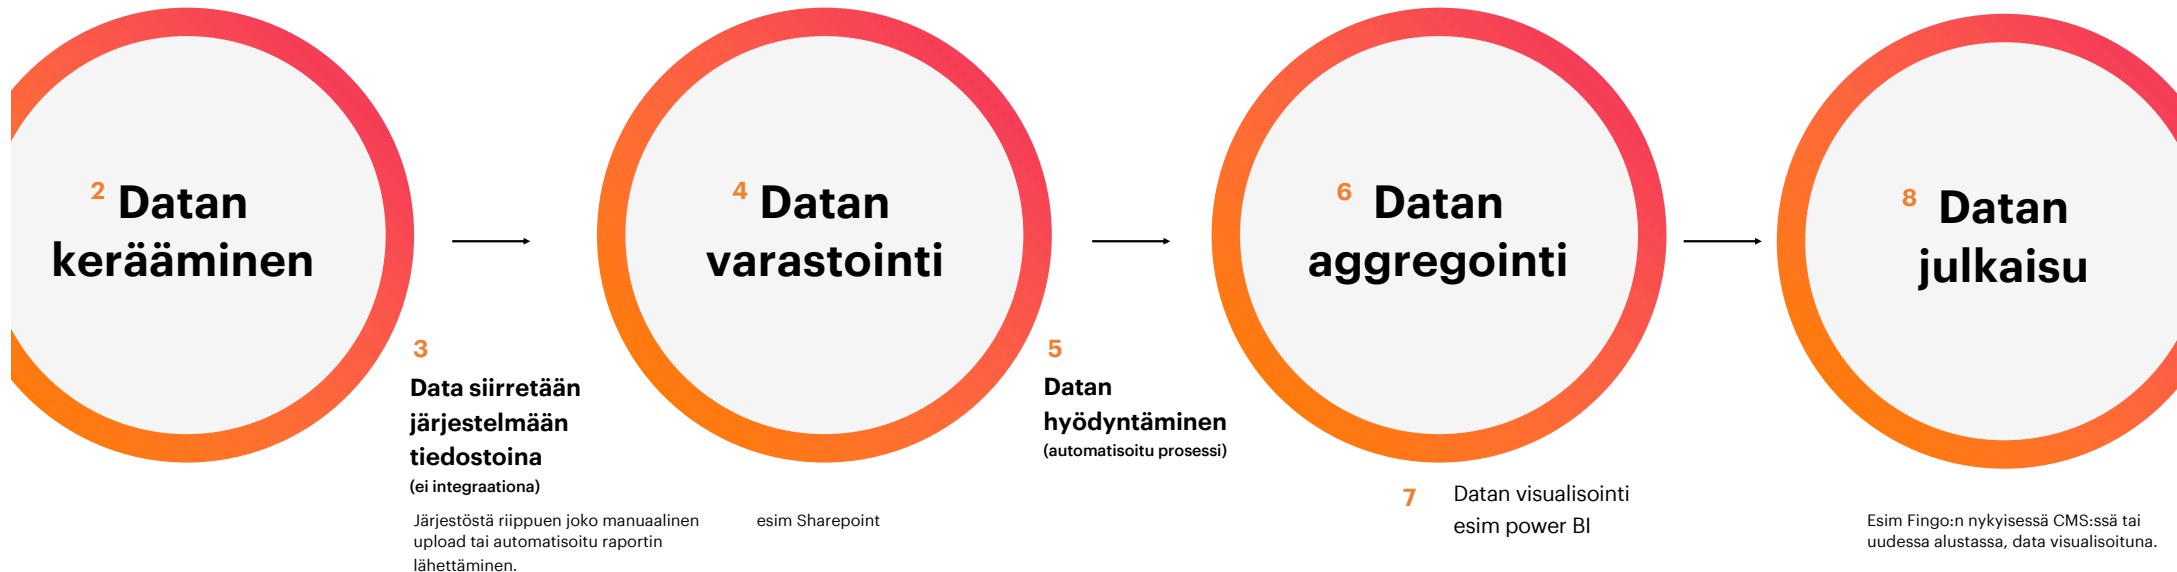 2 Datan
kerääminen
3
Data siirretään
järjestelmään
tiedostoina
(ei integraationa)
Järjestöstä riippuen joko manuaalinen
upload tai automatisoitu raportin
lähettäminen.
4 Datan
varastointi
esim Sharepoint
5
Datan
hyödyntäminen
(automatisoitu prosessi)
6 Datan
aggregointi
7 Datan visualisointi
esim power BI
8 Datan
julkaisu
Esim Fingo:n nykyisessä CMS:ssä tai
uudessa alustassa, data visualisoituna.